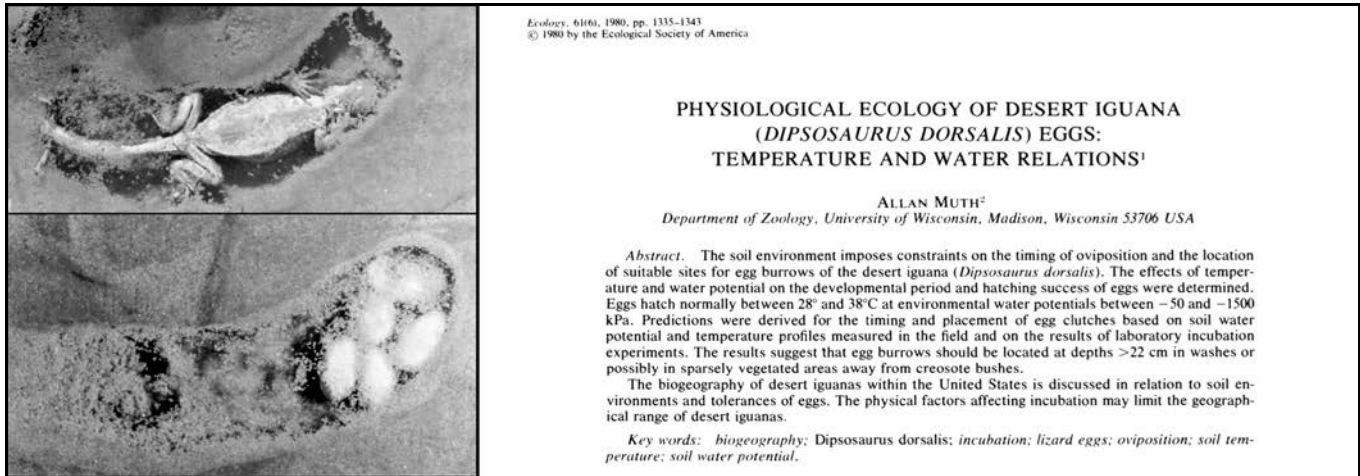 Ecology, 61(6), 1980, pp. 1335–1343
© 1980 by the Ecological Society of America
PHYSIOLOGICAL ECOLOGY OF DESERT IGUANA
(DIPSOSAURUS DORSALIS) EGGS:
TEMPERATURE AND WATER RELATIONS¹
ALLAN MUTH²
Department of Zoology, University of Wisconsin, Madison, Wisconsin 53706 USA
Abstract. The soil environment imposes constraints on the timing of oviposition and the location
of suitable sites for egg burrows of the desert iguana (Dipsosaurus dorsalis). The effects of temper-
ature and water potential on the developmental period and hatching success of eggs were determined.
Eggs hatch normally between 28° and 38°C at environmental water potentials between −50 and −1500
kPa. Predictions were derived for the timing and placement of egg clutches based on soil water
potential and temperature profiles measured in the field and on the results of laboratory incubation
experiments. The results suggest that egg burrows should be located at depths >22 cm in washes or
possibly in sparsely vegetated areas away from creosote bushes.
The biogeography of desert iguanas within the United States is discussed in relation to soil en-
vironments and tolerances of eggs. The physical factors affecting incubation may limit the geograph-
ical range of desert iguanas.
Key words: biogeography; Dipsosaurus dorsalis; incubation; lizard eggs; oviposition; soil tem-
perature; soil water potential.